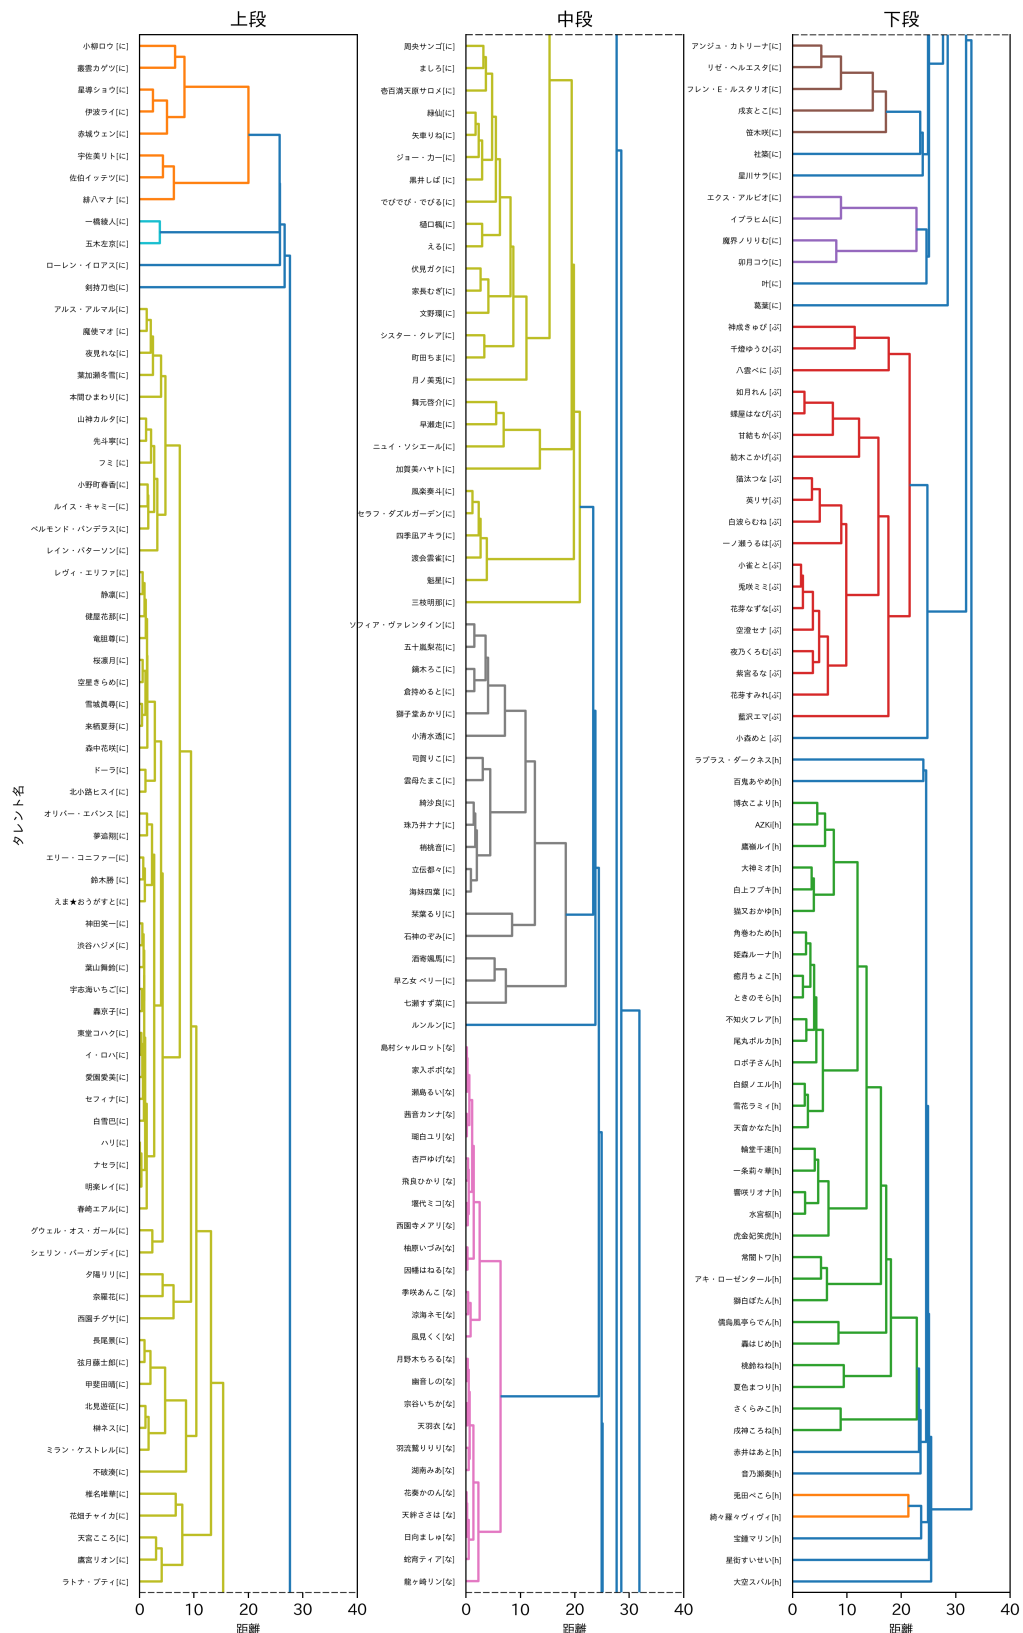 上段
小柳ロウ [に]
叢雲カゲツ[に]
星導ショウ[に]
伊波ライ[に]
赤城ウェン[に]
宇佐美リト[に]
佐伯イッテツ[に]
緋八マナ [に]
一橋綾人[に]
五木左京[に]
ローレン・イロアス[に]
剣持刀也[に]
アルス・アルマル[に]
魔使マオ [に]
夜見れな[に]
葉加瀬冬雪[に]
本間ひまわり[に]
山神カルタ[に]
先斗寧[に]
フミ [に]
小野町春香[に]
ルイス・キャミー[に]
ベルモンド・バンデラス[に]
レイン・パターソン[に]
レヴィ・エリファ[に]
静凛[に]
健屋花那[に]
竜胆尊[に]
桜凛月[に]
空星きらめ[に]
雪城眞尋[に]
来栖夏芽[に]
森中花咲[に]
ドーラ[に]
北小路ヒスイ[に]
オリバー・エバンス [に]
夢追翔[に]
エリー・コニファー[に]
鈴木勝 [に]
えま★おうがすと[に]
神田笑一[に]
渋谷ハジメ[に]
葉山舞鈴[に]
宇志海いちご[に]
轟京子[に]
東堂コハク[に]
イ・ロハ[に]
愛園愛美[に]
セフィナ[に]
白雪巴[に]
ハリ[に]
ナセラ[に]
明楽レイ[に]
春崎エアル[に]
グウェル・オス・ガール[に]
シェリン・バーガンディ[に]
夕陽リリ[に]
奈羅花[に]
西園チグサ[に]
長尾景[に]
弦月藤士郎[に]
甲斐田晴[に]
北見遊征[に]
榊ネス[に]
ミラン・ケストレル[に]
不破湊[に]
椎名唯華[に]
花畑チャイカ[に]
天宮こころ[に]
鷹宮リオン[に]
ラトナ・プティ[に]
タレント名
0 10 20 30 40
距離
中段
周央サンゴ[に]
ましろ[に]
壱百満天原サロメ[に]
緑仙[に]
矢車りね[に]
ジョー・力一[に]
黒井しば [に]
でびでび・でびる[に]
樋口楓[に]
える[に]
伏見ガク[に]
家長むぎ[に]
文野環[に]
シスター・クレア[に]
町田ちま[に]
月ノ美兎[に]
舞元啓介[に]
早瀬走[に]
ニュイ・ソシエール[に]
加賀美ハヤト[に]
風楽奏斗[に]
セラフ・ダズルガーデン[に]
四季凪アキラ[に]
渡会雲雀[に]
魁星[に]
三枝明那[に]
ソフィア・ヴァレンタイン[に]
五十嵐梨花[に]
鏑木ろこ[に]
倉持めると[に]
獅子堂あかり[に]
小清水透[に]
司賀りこ[に]
雲母たまこ[に]
綺沙良[に]
珠乃井ナナ[に]
梢桃音[に]
立伝都々[に]
海妹四葉 [に]
栞葉るり[に]
石神のぞみ[に]
酒寄颯馬[に]
早乙女 ベリー[に]
七瀬すず菜[に]
ルンルン[に]
島村シャルロット[な]
家入ポポ[な]
瀬島るい[な]
茜音カンナ[な]
瑚白ユリ[な]
杏戸ゆげ[な]
飛良ひかり [な]
堰代ミコ[な]
西園寺メアリ[な]
柚原いづみ[な]
因幡はねる[な]
季咲あんこ [な]
涼海ネモ[な]
風見くく[な]
月野木ちろる[な]
幽音しの[な]
宗谷いちか[な]
天羽衣 [な]
羽流鷲りりり[な]
湖南みあ[な]
花奏かのん[な]
天絆ささは [な]
日向ましゅ[な]
蛇宵ティア[な]
龍ヶ崎リン[な]
0 10 20 30 40
距離
下段
アンジュ・カトリーナ[に]
リゼ・ヘルエスタ[に]
フレン・E・ルスタリオ[に]
戌亥とこ[に]
笹木咲[に]
社築[に]
星川サラ[に]
エクス・アルビオ[に]
イブラヒム[に]
魔界ノりりむ[に]
卯月コウ[に]
叶[に]
葛葉[に]
神成きゅぴ [ぶ]
千燈ゆうひ[ぶ]
八雲べに [ぶ]
如月れん [ぶ]
蝶屋はなび[ぶ]
甘結もか[ぶ]
紡木こかげ[ぶ]
猫汰つな [ぶ]
英リサ[ぶ]
白波らむね [ぶ]
一ノ瀬うるは[ぶ]
小雀とと[ぶ]
兎咲ミミ[ぶ]
花芽なずな[ぶ]
空澄セナ [ぶ]
夜乃くろむ[ぶ]
紫宮るな [ぶ]
花芽すみれ[ぶ]
藍沢エマ[ぶ]
小森めと [ぶ]
ラプラス・ダークネス[h]
百鬼あやめ[h]
博衣こより[h]
AZKi[h]
鷹嶺ルイ[h]
大神ミオ[h]
白上フブキ[h]
猫又おかゆ[h]
角巻わため[h]
姫森ルーナ[h]
癒月ちょこ[h]
ときのそら[h]
不知火フレア[h]
尾丸ポルカ[h]
ロボ子さん[h]
白銀ノエル[h]
雪花ラミィ[h]
天音かなた[h]
輪堂千速[h]
一条莉々華[h]
響咲リオナ[h]
水宮枢[h]
虎金妃笑虎[h]
常闇トワ[h]
アキ・ローゼンタール[h]
獅白ぼたん[h]
儒烏風亭らでん[h]
轟はじめ[h]
桃鈴ねね[h]
夏色まつり[h]
さくらみこ[h]
戌神ころね[h]
赤井はあと[h]
音乃瀬奏[h]
兎田ぺこら[h]
綺々羅々ヴィヴィ[h]
宝鐘マリン[h]
星街すいせい[h]
大空スバル[h]
0 10 20 30 40
距離